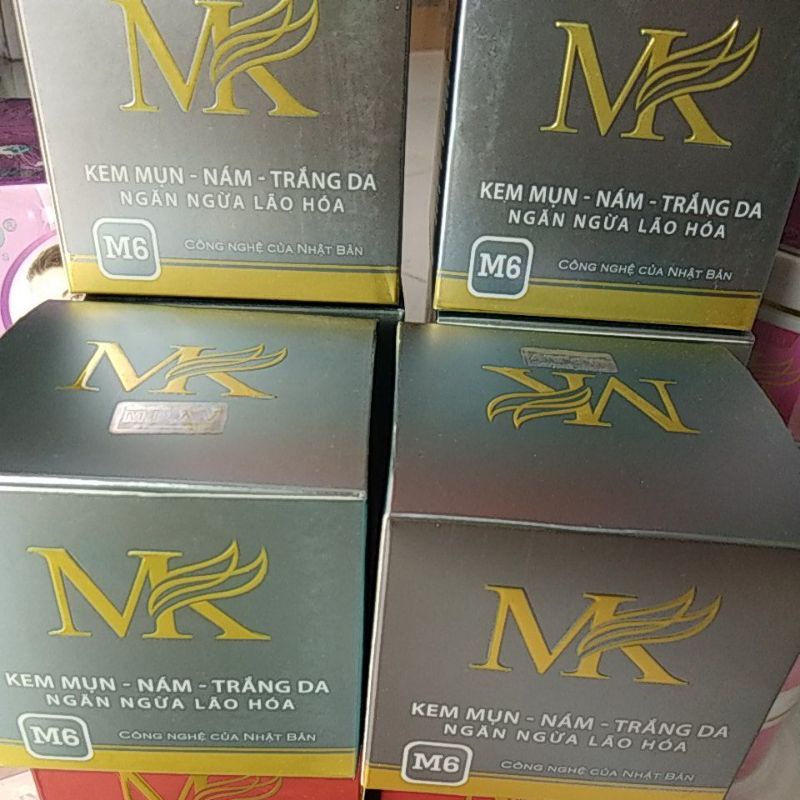 MK
KEM MỤN - NÁM - TRẮNG DA
NGĂN NGỪA LÃO HÓA
M6
CÔNG NGHỆ CỦA NHẬT BẢN
MK
KEM MỤN - NÁM - TRẮNG DA
NGĂN NGỪA LÃO HÓA
M6
CÔNG NGHỆ CỦA NHẬT BẢN
MK
MK
KEM MỤN - NÁM - TRẮNG DA
NGĂN NGỪA LÃO HÓA
M6
CÔNG NGHỆ CỦA NHẬT BẢN
MK
MK
KEM MỤN - NÁM - TRẮNG DA
NGĂN NGỪA LÃO HÓA
M6
CÔNG NGHỆ CỦA NHẬT BẢN